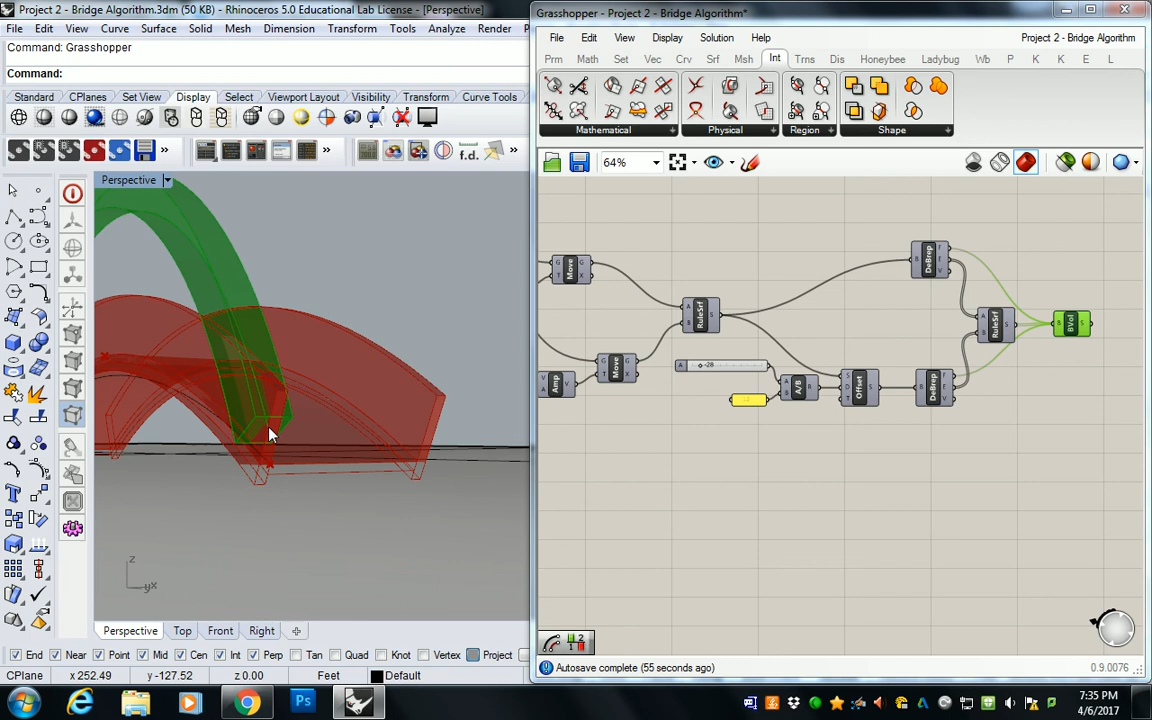 Project 2 - Bridge Algorithm.3dm (50 KB) - Rhinoceros 5.0 Educational Lab License - [Perspective]
File Edit View Curve Surface Solid Mesh Dimension Transform Tools Analyze Render
Command: Grasshopper
Command:
Standard CPlanes Set View Display Select Viewport Layout Visibility Transform Curve Tools
f.d.
Perspective
z
y x
Perspective Top Front Right
End Near Point Mid Cen Int Perp Tan Quad Knot Vertex Project
CPlane x 252.49 y -127.52 z 0.00 Feet Default
Grasshopper - Project 2 - Bridge Algorithm*
File Edit View Display Solution Help
Project 2 - Bridge Algorithm
Prm Math Set Vec Crv Srf Msh Int Trns Dis Honeybee Ladybug Wb P K K E L
Mathematical Physical Region Shape
64%
Move
G T G X
RuleSrf
A B S
Amp
V A
Move
G T G X
A ◇-28
A/B
A B
Offset
S D T
DeBrep
B F E V
DeBrep
F E V
RuleSrf
A B S
BVol
B S
Autosave complete (55 seconds ago)
0.9.0076
Ps
7:35 PM
4/6/2017